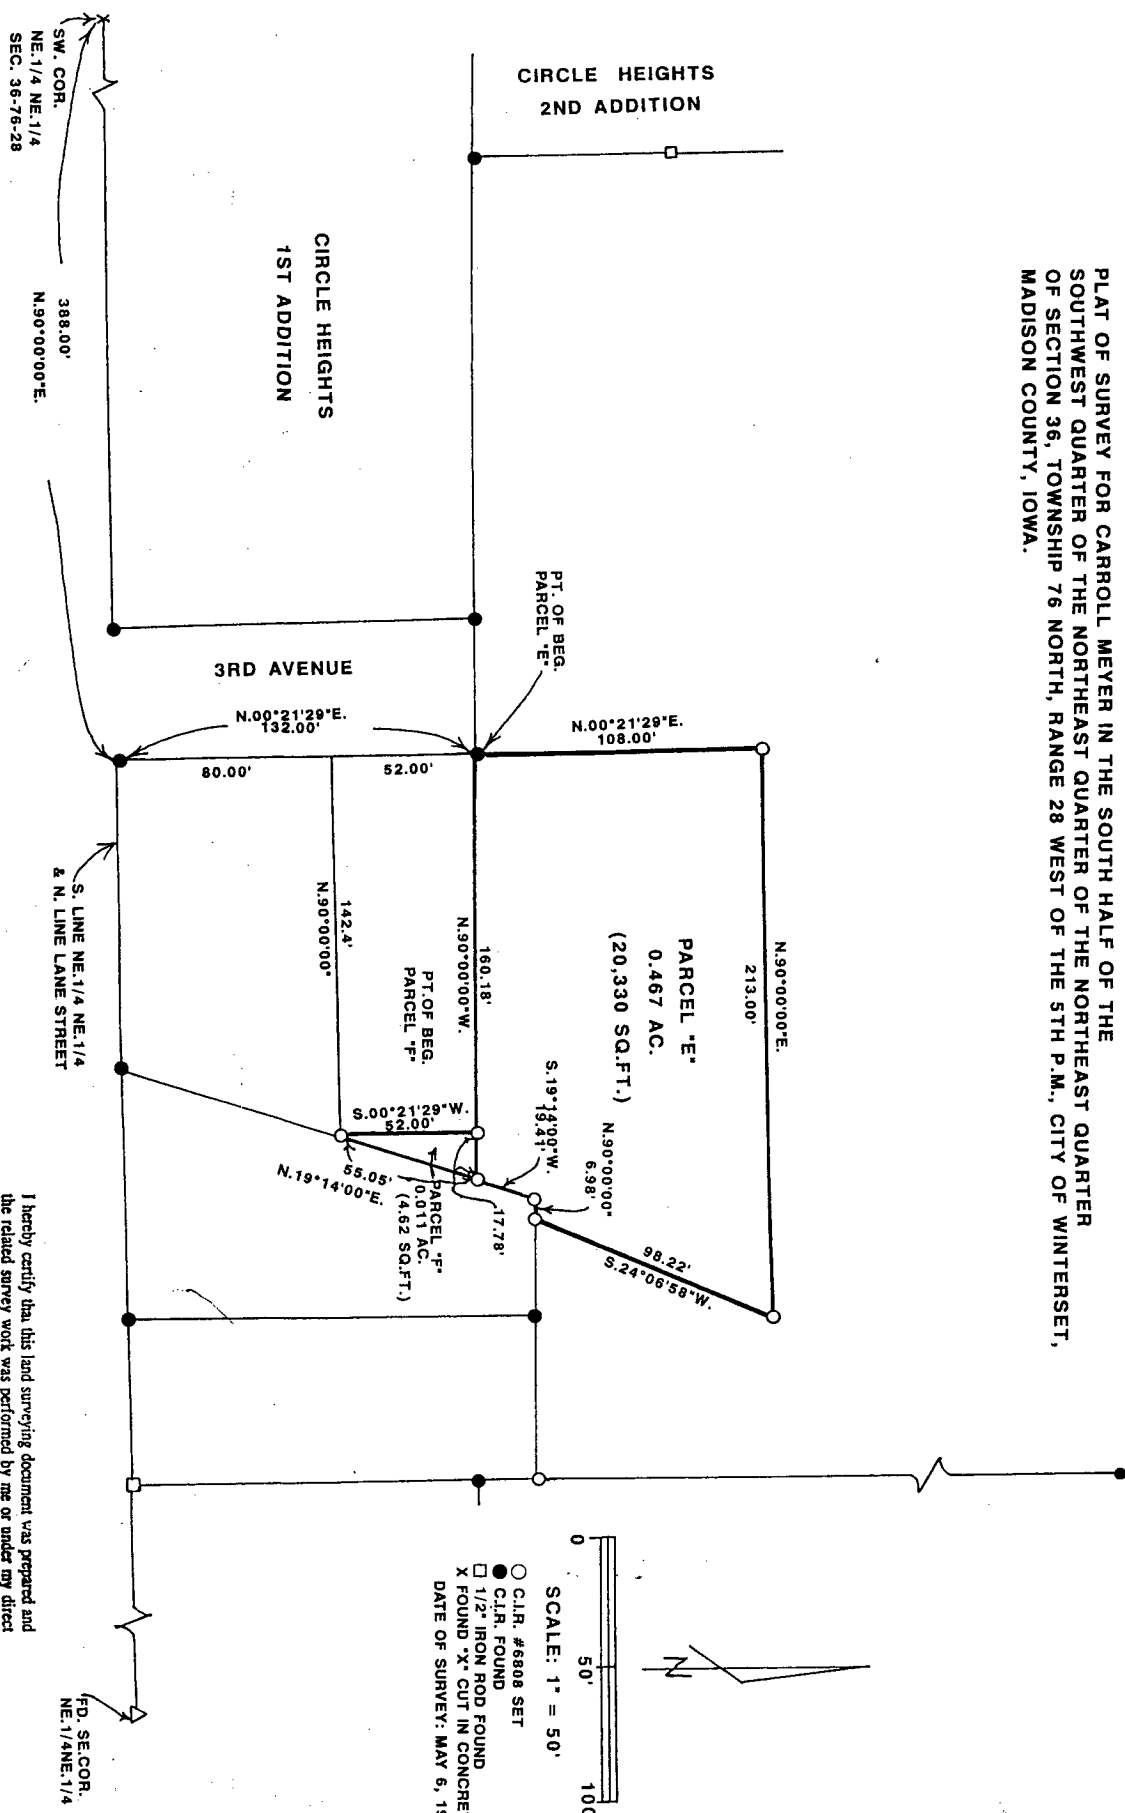 PLAT OF SURVEY FOR CARROLL MEYER IN THE SOUTH HALF OF THE
SOUTHWEST QUARTER OF THE NORTHEAST QUARTER OF THE NORTHEAST QUARTER
OF SECTION 36, TOWNSHIP 76 NORTH, RANGE 28 WEST OF THE 5TH P.M., CITY OF WINTERSET,
MADISON COUNTY, IOWA.
CIRCLE HEIGHTS
2ND ADDITION
CIRCLE HEIGHTS
1ST ADDITION
SW. COR.
NE.1/4 NE.1/4
SEC. 36-76-28
388.00'
N.90°00'00"E.
3RD AVENUE
PT. OF BEG.
PARCEL "E"
N.00°21'29"E.
132.00'
80.00'
52.00'
N.00°21'29"E.
108.00'
N.90°00'00"E.
213.00'
PARCEL "E"
0.467 AC.
(20,330 SQ.FT.)
160.18'
N.90°00'00"W.
142.4'
N.90°00'00"
PT.OF BEG.
PARCEL "F"
S.00°21'29"W.
52.00'
S.19°14'00"W.
19.41'
N.90°00'00"
6.98'
98.22'
S.24°06'58"W.
17.78'
55.05'
N.19°14'00"E.
PARCEL "F"
0.011 AC.
(4.62 SQ.FT.)
S. LINE NE.1/4 NE.1/4
& N. LINE LANE STREET
N
0 50' 100
SCALE: 1" = 50'
C.I.R. #6808 SET
C.I.R. FOUND
1/2" IRON ROD FOUND
X FOUND "X" CUT IN CONCRE
DATE OF SURVEY: MAY 6, 19
FD. SE.COR.
NE.1/4NE.1/4
I hereby certify that this land surveying document was prepared and
the related survey work was performed by me or under my direct